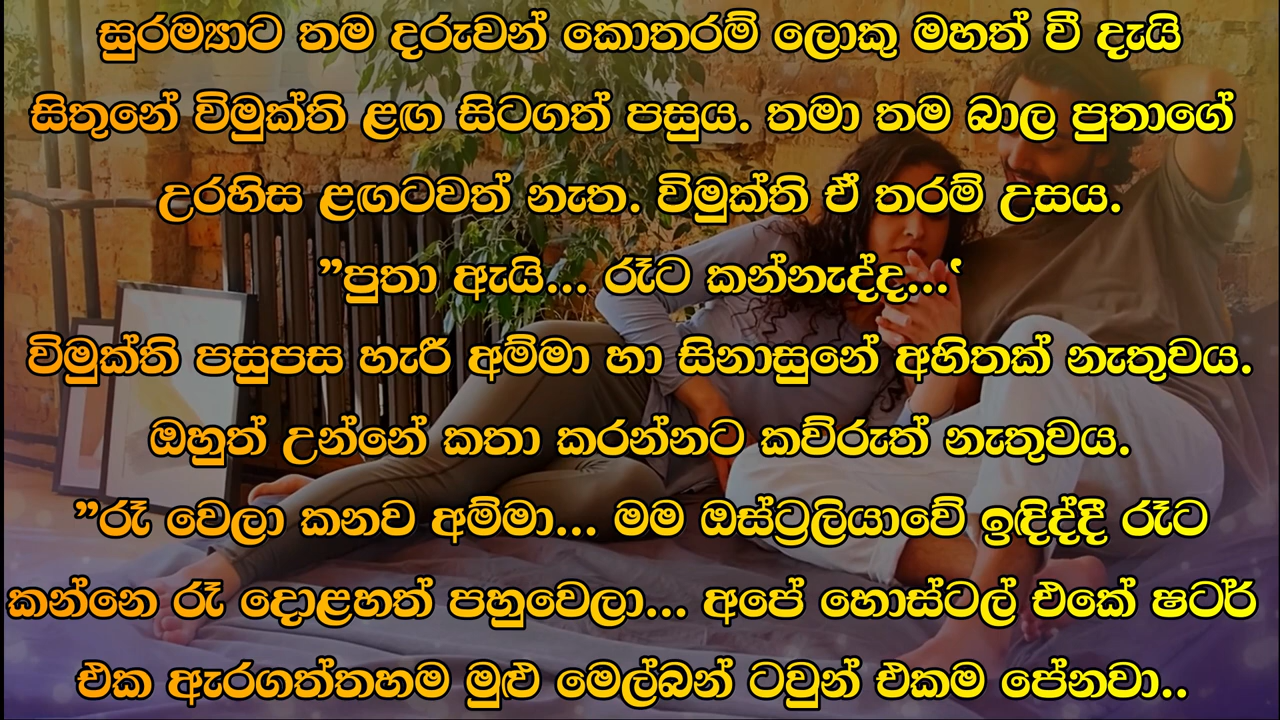 සුරම්‍යාට තම දරුවන් කොතරම් ලොකු මහත් වී දැයි
සිතුනේ විමුක්ති ළඟ සිටගත් පසුය. තමා තම බාල පුතාගේ
උරහිස ළඟටවත් නැත. විමුක්ති ඒ තරම් උසය.
”පුතා ඇයි... රෑට කන්නැද්ද...‛
විමුක්ති පසුපස හැරී අම්මා හා සිනාසුනේ අහිතක් නැතුවය.
ඔහුත් උන්නේ කතා කරන්නට කව්රුත් නැතුවය.
”රෑ වෙලා කනව අම්මා... මම ඔස්ට්‍රලියාවේ ඉඳිද්දී රෑට
කන්නෙ රෑ දොළහත් පහුවෙලා... අපේ හොස්ටල් එකේ ෂටර්
එක ඇරගත්තහම මුළු මෙල්බන් ටවුන් එකම පේනවා..